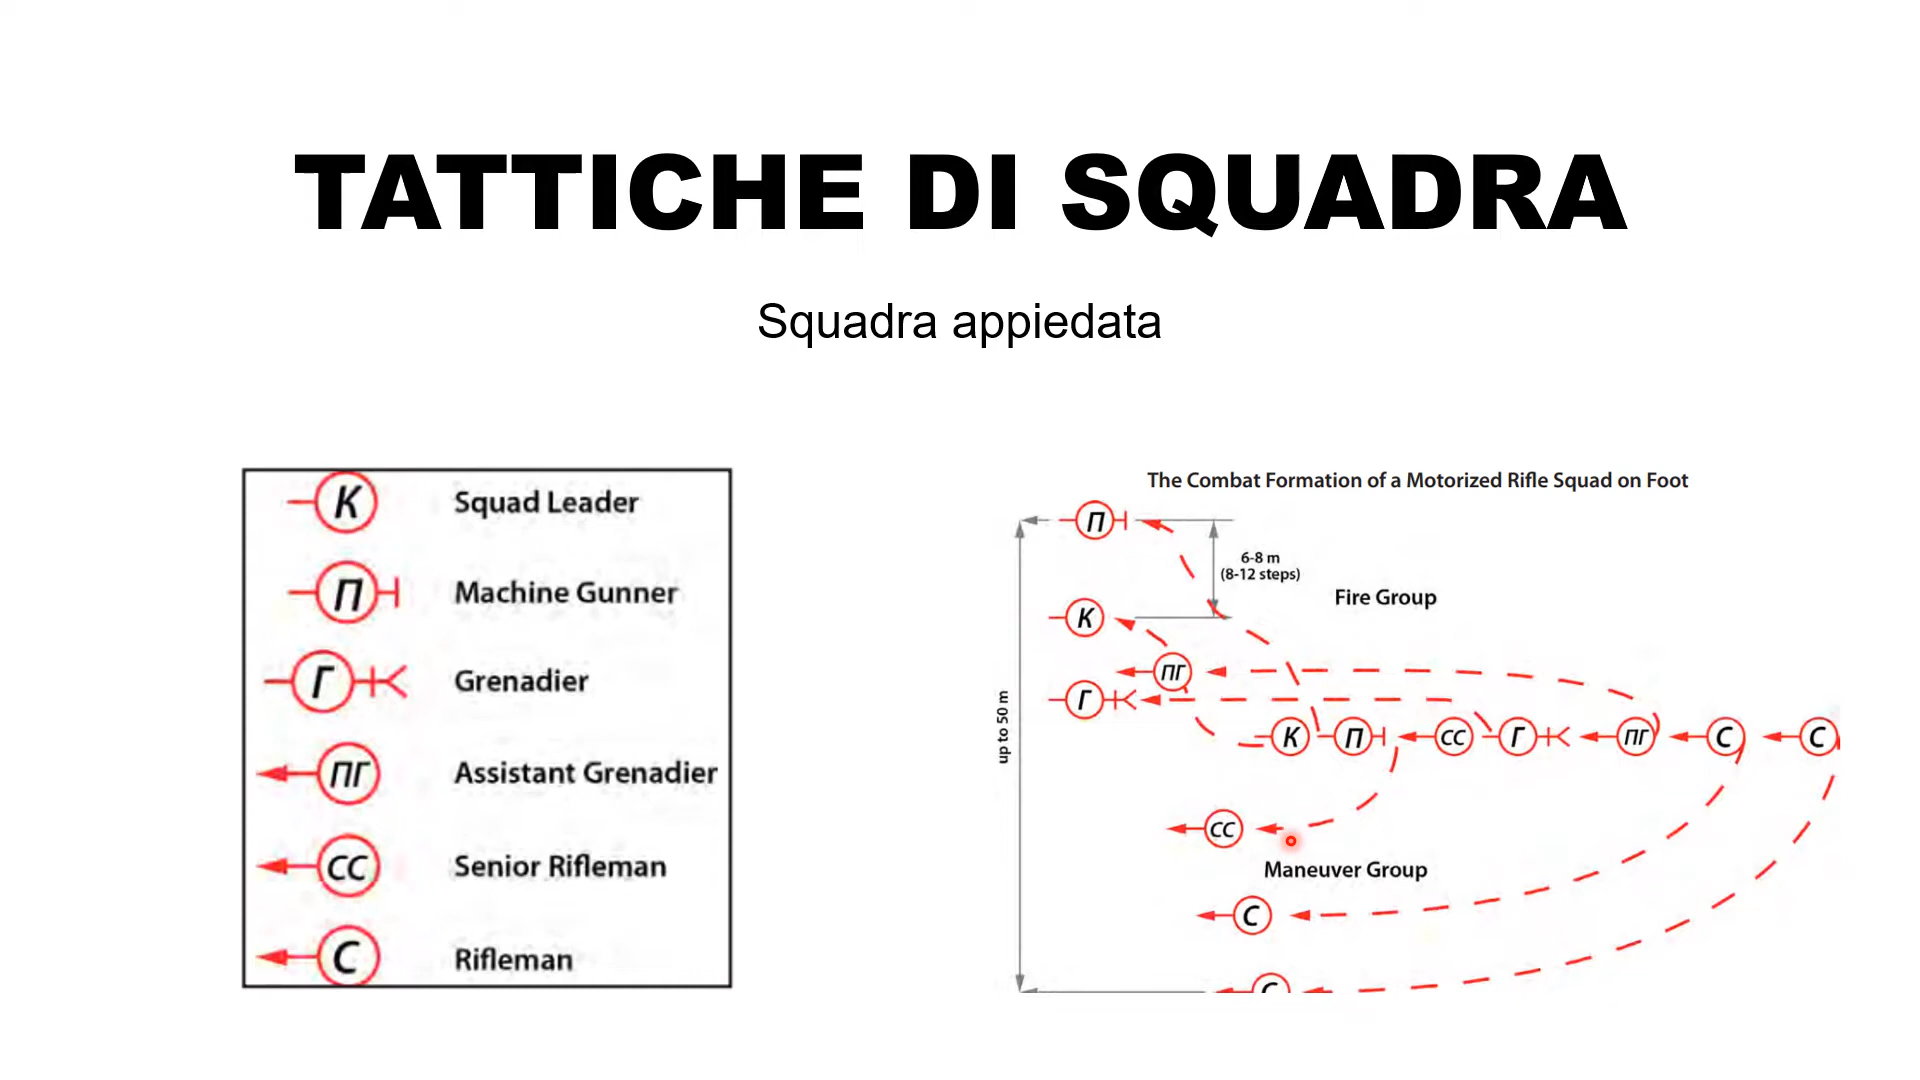 TATTICHE DI SQUADRA
Squadra appiedata
К Squad Leader
П Machine Gunner
Г Grenadier
ПГ Assistant Grenadier
СС Senior Rifleman
С Rifleman
The Combat Formation of a Motorized Rifle Squad on Foot
П
6-8 m
(8-12 steps)
Fire Group
К
ПГ
Г
up to 50 m
К П СС Г ПГ С С
СС
Maneuver Group
С
С